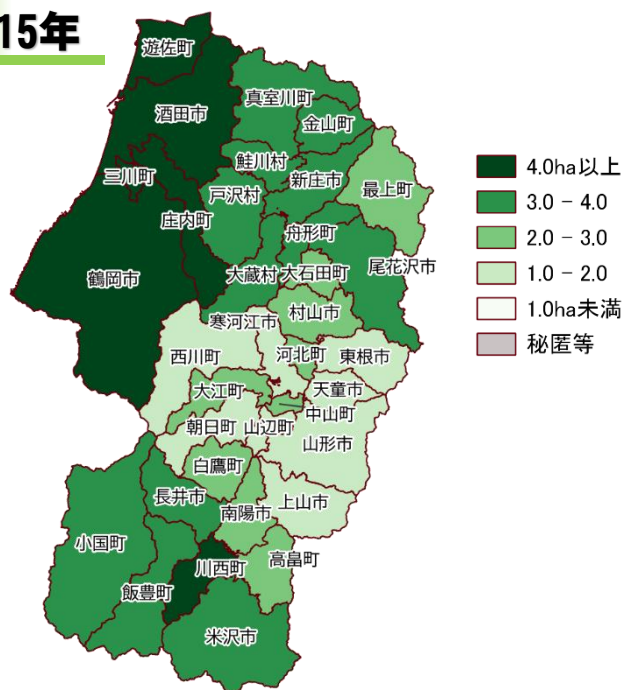 15年
遊佐町
真室川町
酒田市
金山町
鮭川村
三川町
戸沢村
新庄市
最上町
庄内町
舟形町
鶴岡市
大蔵村
大石田町
尾花沢市
寒河江市
村山市
西川町
河北町
東根市
大江町
天童市
中山町
朝日町
山辺町
山形市
白鷹町
長井市
南陽市
上山市
小国町
川西町
高畠町
飯豊町
米沢市
4.0ha以上
3.0 - 4.0
2.0 - 3.0
1.0 - 2.0
1.0ha未満
秘匿等